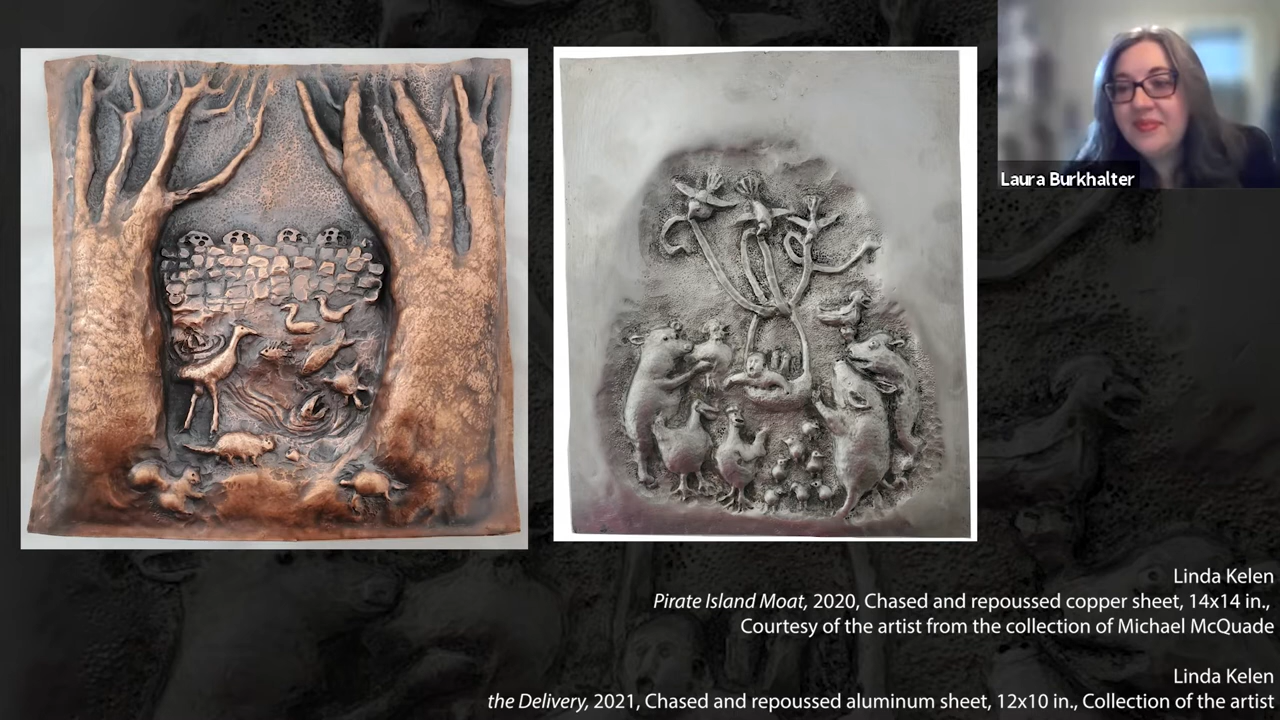 Laura Burkhalter
Linda Kelen
Pirate Island Moat, 2020, Chased and repoussed copper sheet, 14x14 in.,
Courtesy of the artist from the collection of Michael McQuade
Linda Kelen
the Delivery, 2021, Chased and repoussed aluminum sheet, 12x10 in., Collection of the artist